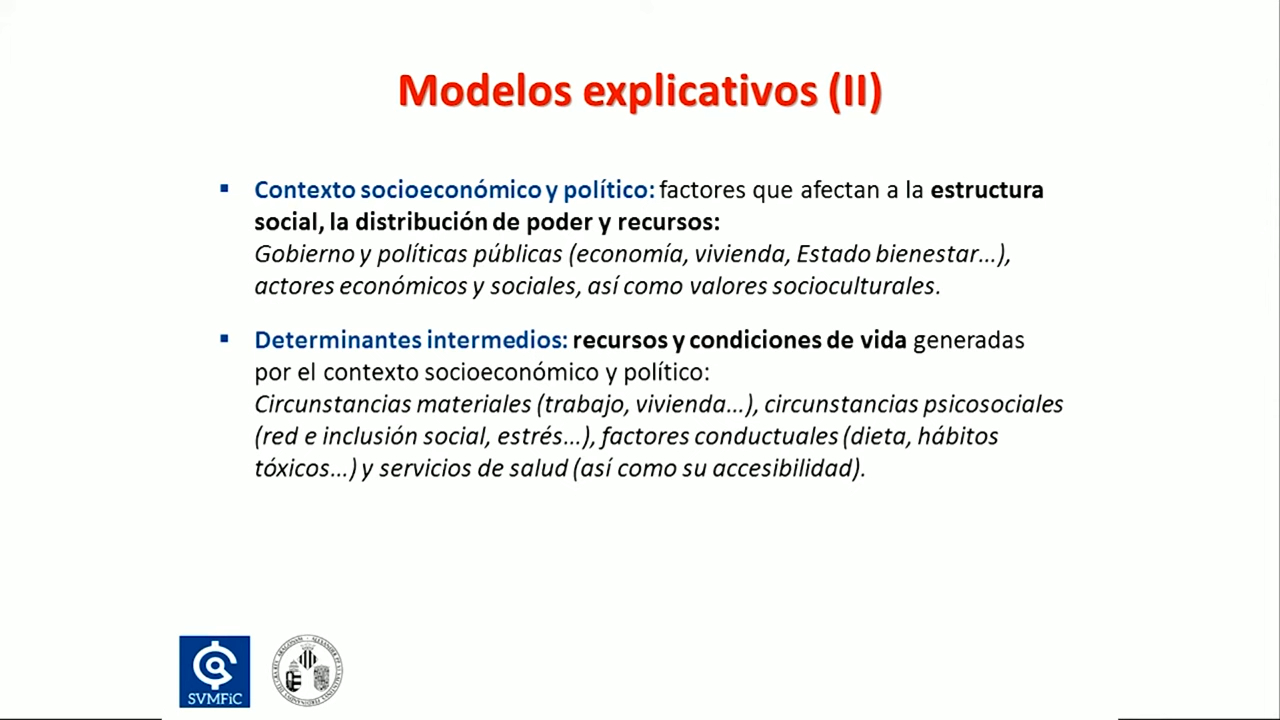 Modelos explicativos (II)
▪ Contexto socioeconómico y político: factores que afectan a la estructura
social, la distribución de poder y recursos:
Gobierno y políticas públicas (economía, vivienda, Estado bienestar...),
actores económicos y sociales, así como valores socioculturales.
▪ Determinantes intermedios: recursos y condiciones de vida generadas
por el contexto socioeconómico y político:
Circunstancias materiales (trabajo, vivienda...), circunstancias psicosociales
(red e inclusión social, estrés...), factores conductuales (dieta, hábitos
tóxicos...) y servicios de salud (así como su accesibilidad).
SVMFiC